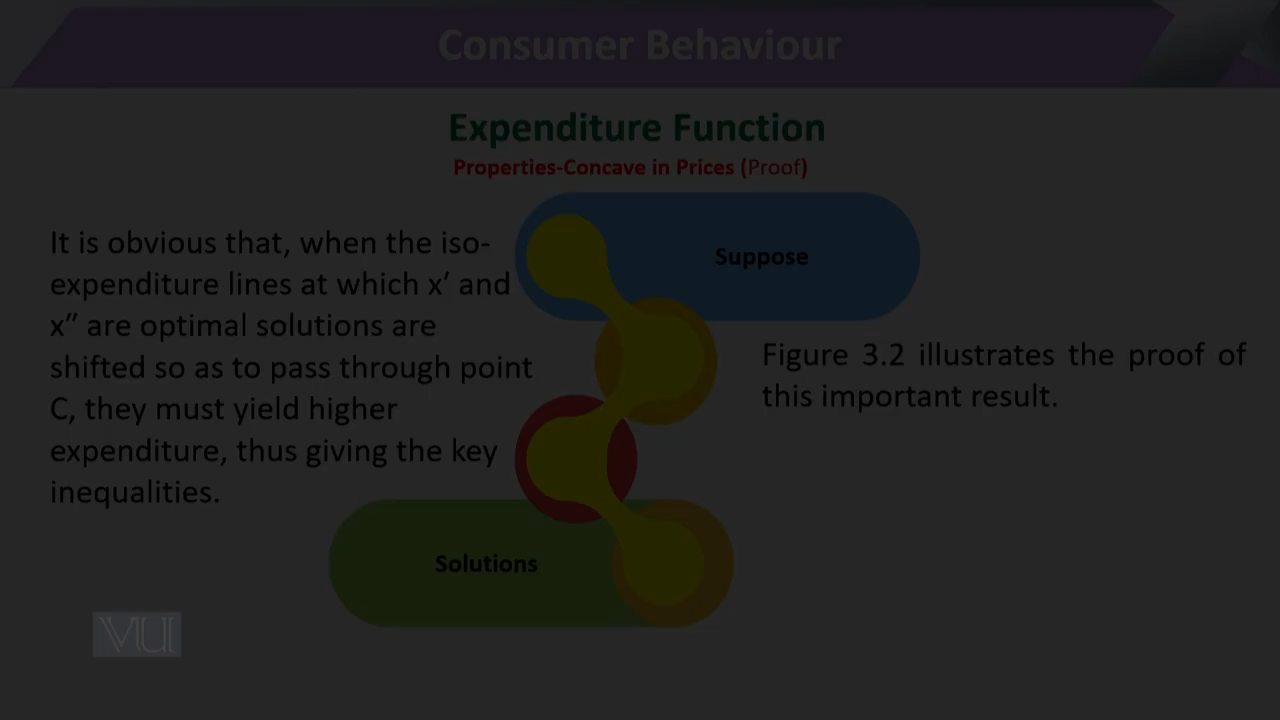 Consumer Behaviour
Expenditure Function
Properties-Concave in Prices (Proof)
Suppose
It is obvious that, when the iso-
expenditure lines at which x′ and
x″ are optimal solutions are
shifted so as to pass through point
C, they must yield higher
expenditure, thus giving the key
inequalities.
Figure 3.2 illustrates the proof of
this important result.
Solutions
VU